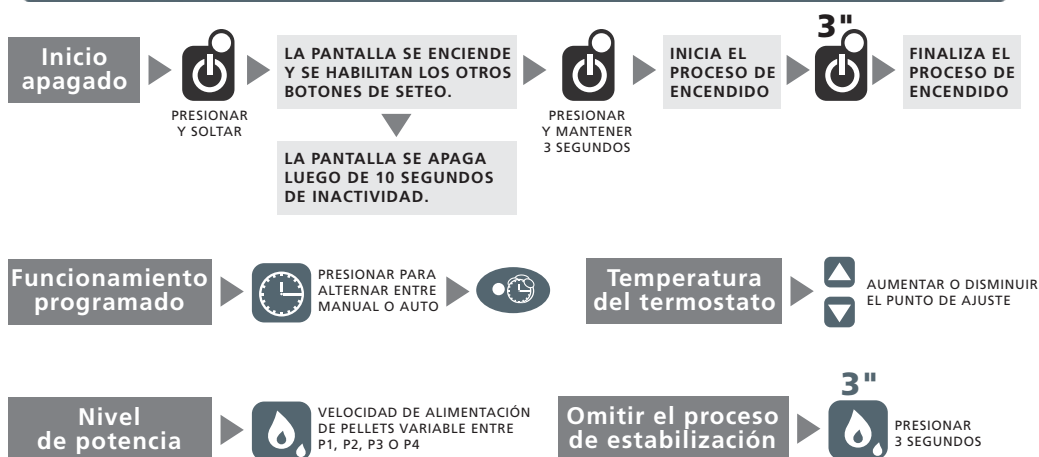 Inicio
apagado
PRESIONAR
Y SOLTAR
LA PANTALLA SE ENCIENDE
Y SE HABILITAN LOS OTROS
BOTONES DE SETEO.
LA PANTALLA SE APAGA
LUEGO DE 10 SEGUNDOS
DE INACTIVIDAD.
PRESIONAR
Y MANTENER
3 SEGUNDOS
INICIA EL
PROCESO DE
ENCENDIDO
3"
FINALIZA EL
PROCESO DE
ENCENDIDO
Funcionamiento
programado
PRESIONAR PARA
ALTERNAR ENTRE
MANUAL O AUTO
Temperatura
del termostato
AUMENTAR O DISMINUIR
EL PUNTO DE AJUSTE
Nivel
de potencia
VELOCIDAD DE ALIMENTACIÓN
DE PELLETS VARIABLE ENTRE
P1, P2, P3 O P4
Omitir el proceso
de estabilización
3"
PRESIONAR
3 SEGUNDOS